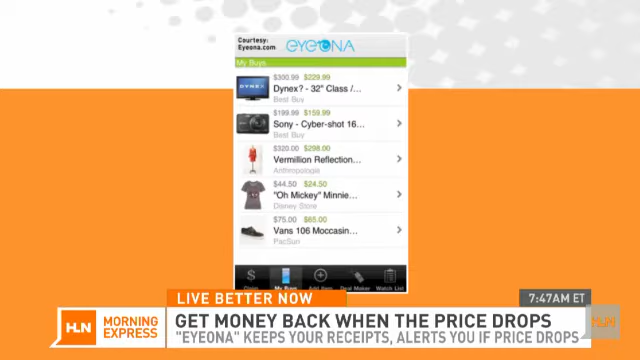 Courtesy:
Eyeona.com
EYEONA
My Buys
$300.99 $229.99
Dynex? - 32" Class /...
Best Buy
$199.99 $159.99
Sony - Cyber-shot 16...
Best Buy
$320.00 $298.00
Vermillion Reflection...
Anthropologie
$44.50 $24.50
"Oh Mickey" Minnie...
Disney Store
$75.00 $65.00
Vans 106 Moccasin...
PacSun
Claim My Buys Add Item Deal Maker Watch List
LIVE BETTER NOW
7:47AM ET
HLN MORNING EXPRESS
GET MONEY BACK WHEN THE PRICE DROPS
"EYEONA" KEEPS YOUR RECEIPTS, ALERTS YOU IF PRICE DROPS